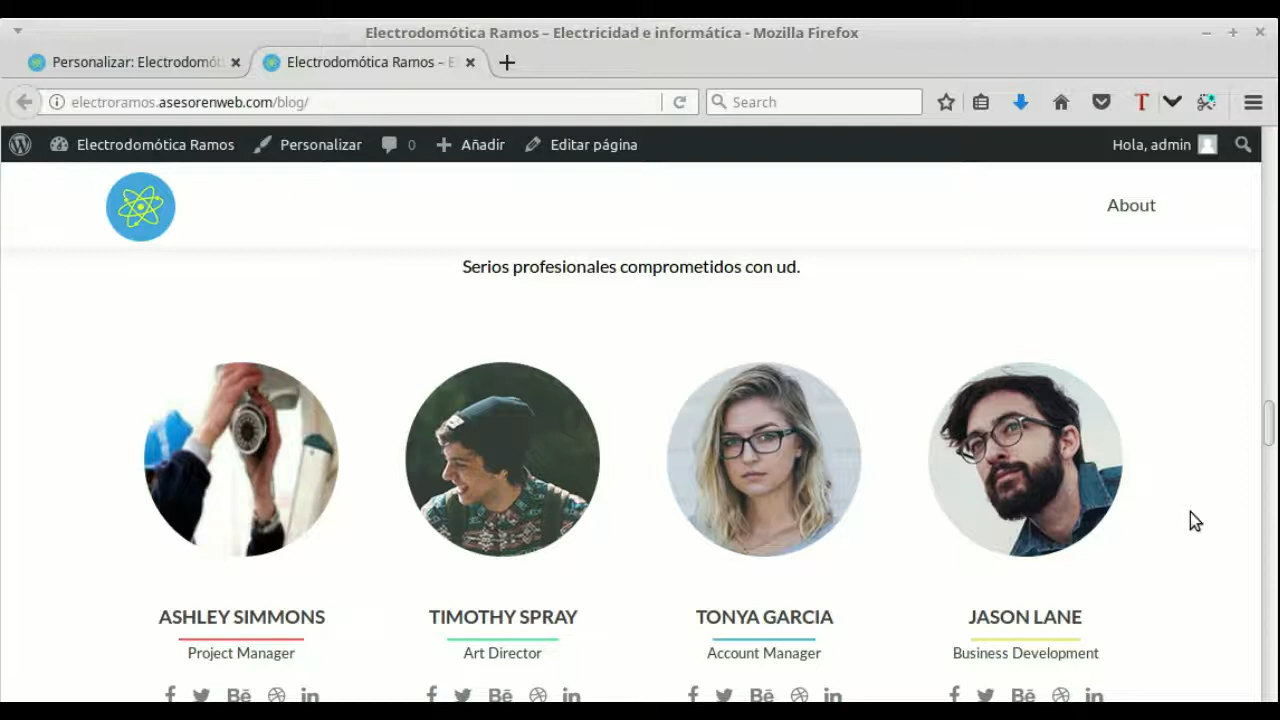 Electrodomótica Ramos – Electricidad e informática - Mozilla Firefox
Personalizar: Electrodomót
Electrodomótica Ramos – E
electroramos.asesorenweb.com/blog/
Search
Electrodomótica Ramos Personalizar 0 Añadir Editar página Hola, admin
About
Serios profesionales comprometidos con ud.
ASHLEY SIMMONS TIMOTHY SPRAY TONYA GARCIA JASON LANE
Project Manager Art Director Account Manager Business Development